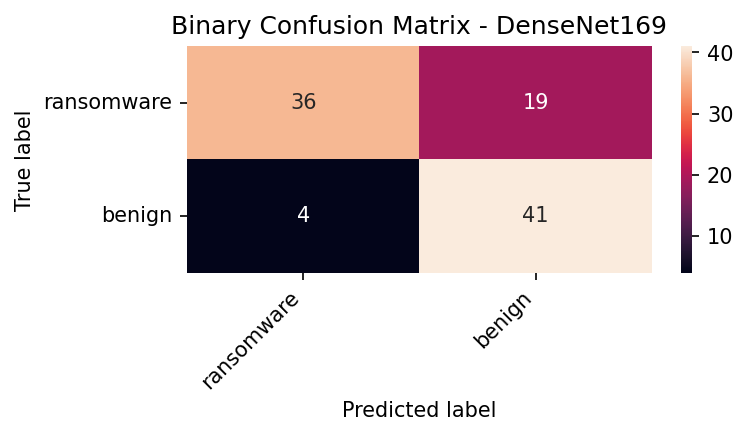 Binary Confusion Matrix - DenseNet169
True label
ransomware 36 19
benign 4 41
ransomware benign
Predicted label
40
30
20
10